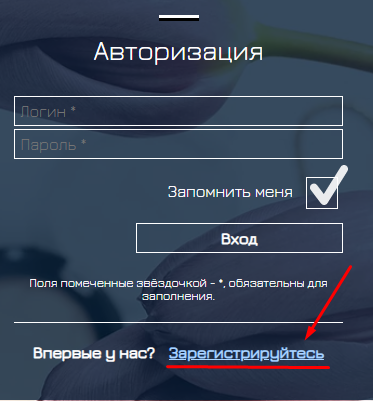 Авторизация
Логин *
Пароль *
Запомнить меня
Вход
Поля помеченные звёздочкой - *, обязательны для
заполнения.
Впервые у нас? Зарегистрируйтесь